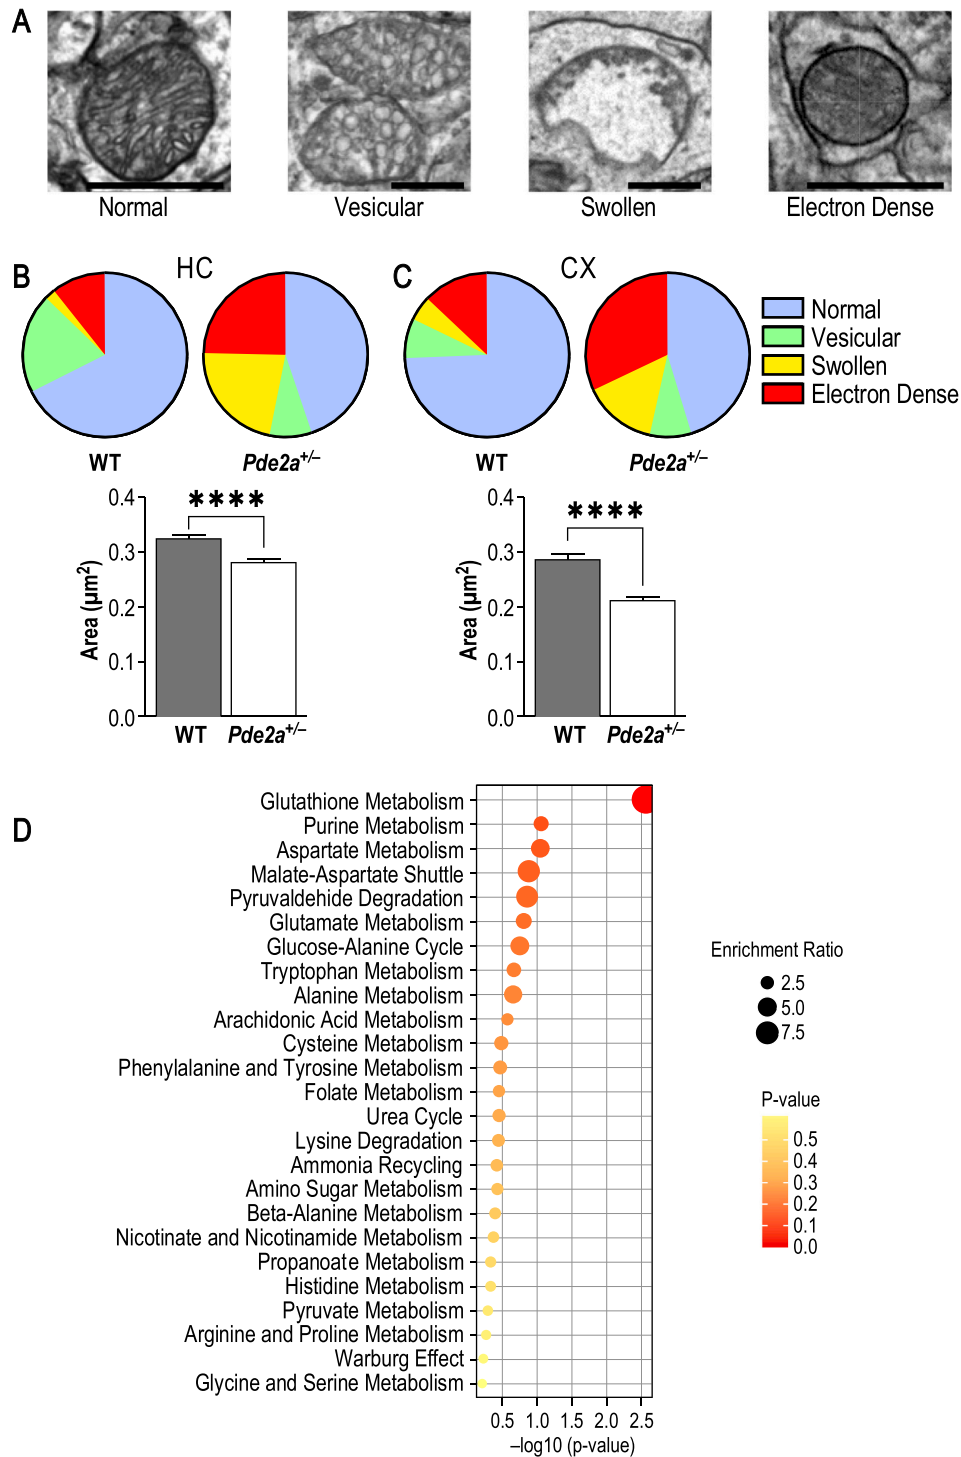 A
Normal
Vesicular
Swollen
Electron Dense
B
HC
C
CX
WT
Pde2a+/–
WT
Pde2a+/–
Normal
Vesicular
Swollen
Electron Dense
0.4
0.3
0.2
0.1
0.0
Area (µm2)
****
WT
Pde2a+/–
0.4
0.3
0.2
0.1
0.0
Area (µm2)
****
WT
Pde2a+/–
D
Glutathione Metabolism
Purine Metabolism
Aspartate Metabolism
Malate-Aspartate Shuttle
Pyruvaldehyde Degradation
Glutamate Metabolism
Glucose-Alanine Cycle
Tryptophan Metabolism
Alanine Metabolism
Arachidonic Acid Metabolism
Cysteine Metabolism
Phenylalanine and Tyrosine Metabolism
Folate Metabolism
Urea Cycle
Lysine Degradation
Ammonia Recycling
Amino Sugar Metabolism
Beta-Alanine Metabolism
Nicotinate and Nicotinamide Metabolism
Propanoate Metabolism
Histidine Metabolism
Pyruvate Metabolism
Arginine and Proline Metabolism
Warburg Effect
Glycine and Serine Metabolism
0.5 1.0 1.5 2.0 2.5
–log10 (p-value)
Enrichment Ratio
2.5
5.0
7.5
P-value
0.5
0.4
0.3
0.2
0.1
0.0